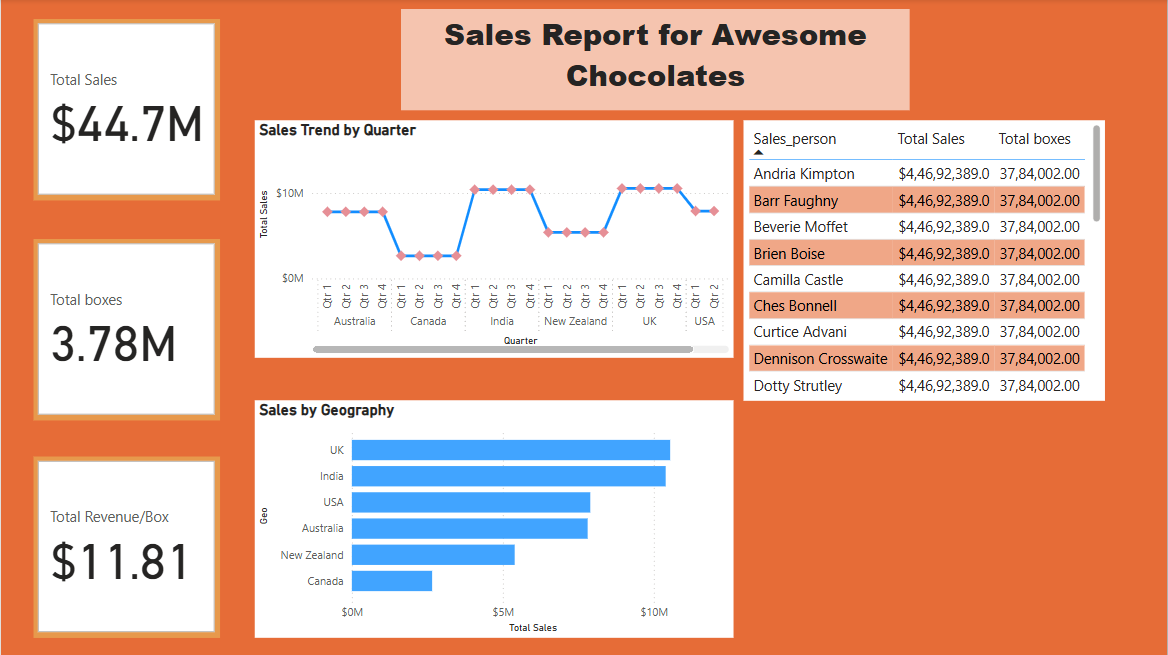 Sales Report for Awesome
Chocolates
Total Sales
$44.7M
Total boxes
3.78M
Total Revenue/Box
$11.81
Sales Trend by Quarter
Total Sales
$10M
$0M
Qtr 1 Qtr 2 Qtr 3 Qtr 4 Qtr 1 Qtr 2 Qtr 3 Qtr 4 Qtr 1 Qtr 2 Qtr 3 Qtr 4 Qtr 1 Qtr 2 Qtr 3 Qtr 4 Qtr 1 Qtr 2 Qtr 3 Qtr 4 Qtr 1 Qtr 2
Australia Canada India New Zealand UK USA
Quarter
Sales by Geography
Geo
UK
India
USA
Australia
New Zealand
Canada
$0M $5M $10M
Total Sales
Sales_person Total Sales Total boxes
Andria Kimpton $4,46,92,389.0 37,84,002.00
Barr Faughny $4,46,92,389.0 37,84,002.00
Beverie Moffet $4,46,92,389.0 37,84,002.00
Brien Boise $4,46,92,389.0 37,84,002.00
Camilla Castle $4,46,92,389.0 37,84,002.00
Ches Bonnell $4,46,92,389.0 37,84,002.00
Curtice Advani $4,46,92,389.0 37,84,002.00
Dennison Crosswaite $4,46,92,389.0 37,84,002.00
Dotty Strutley $4,46,92,389.0 37,84,002.00